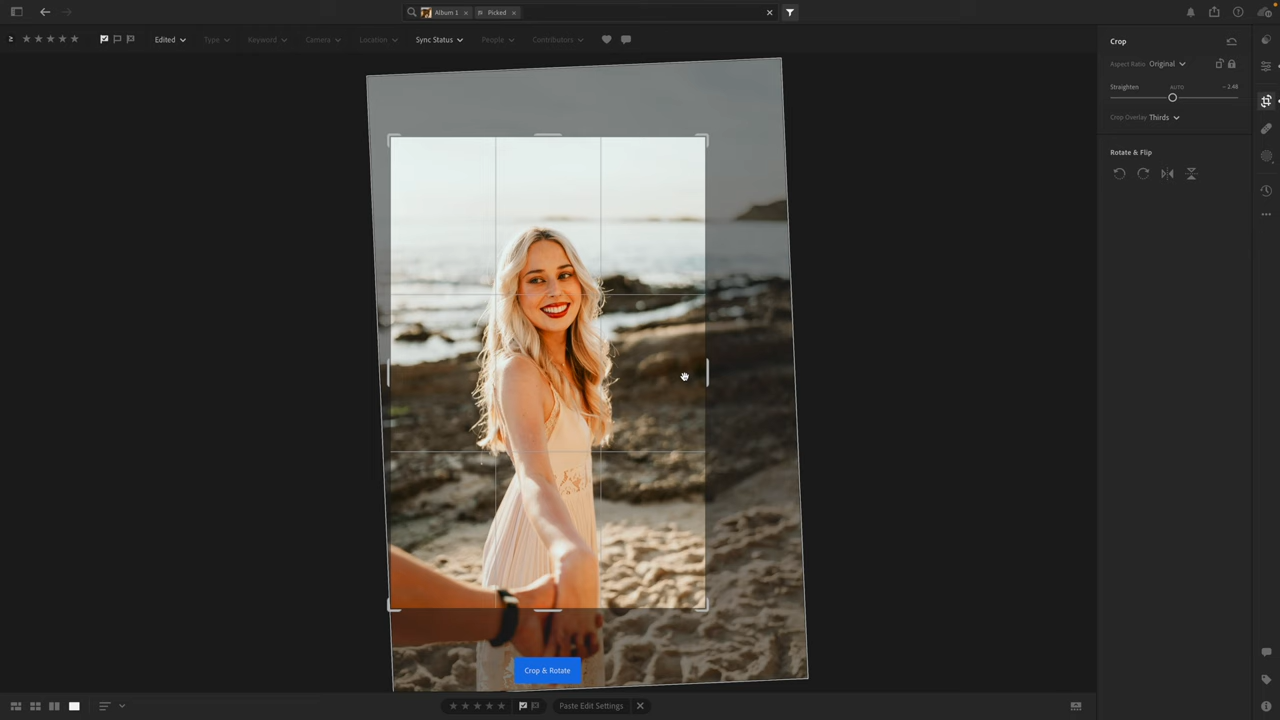 Album 1 × Picked ×
≥ Edited Type Keyword Camera Location Sync Status People Contributors
Crop
Aspect Ratio Original
Straighten AUTO - 2.48
Crop Overlay Thirds
Rotate & Flip
Crop & Rotate
Paste Edit Settings